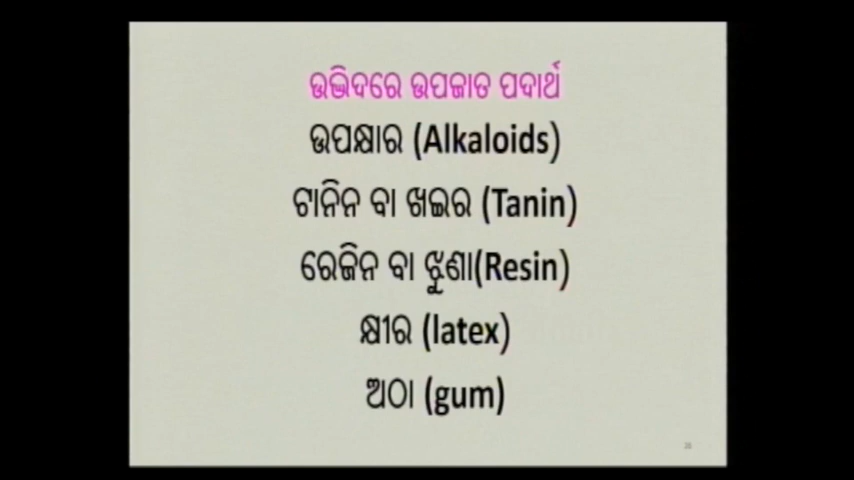 ଉଦ୍ଭିଦରେ ଉପଜାତ ପଦାର୍ଥ
ଉପକ୍ଷାର (Alkaloids)
ଟାନିନ ବା ଖଇର (Tanin)
ରେଜିନ ବା ଝୁଣା(Resin)
କ୍ଷୀର (latex)
ଅଠା (gum)